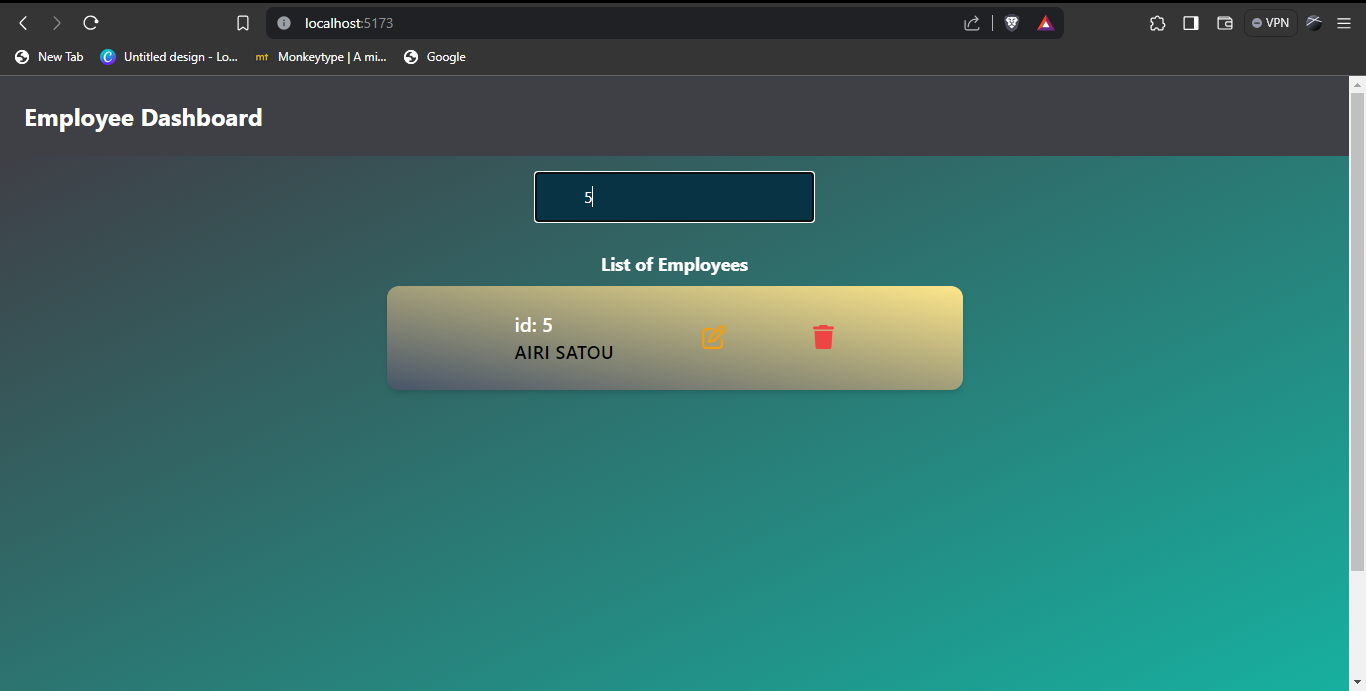 localhost:5173
VPN
New Tab
Untitled design - Lo...
mt
Monkeytype | A mi...
Google
Employee Dashboard
5
List of Employees
id: 5
AIRI SATOU